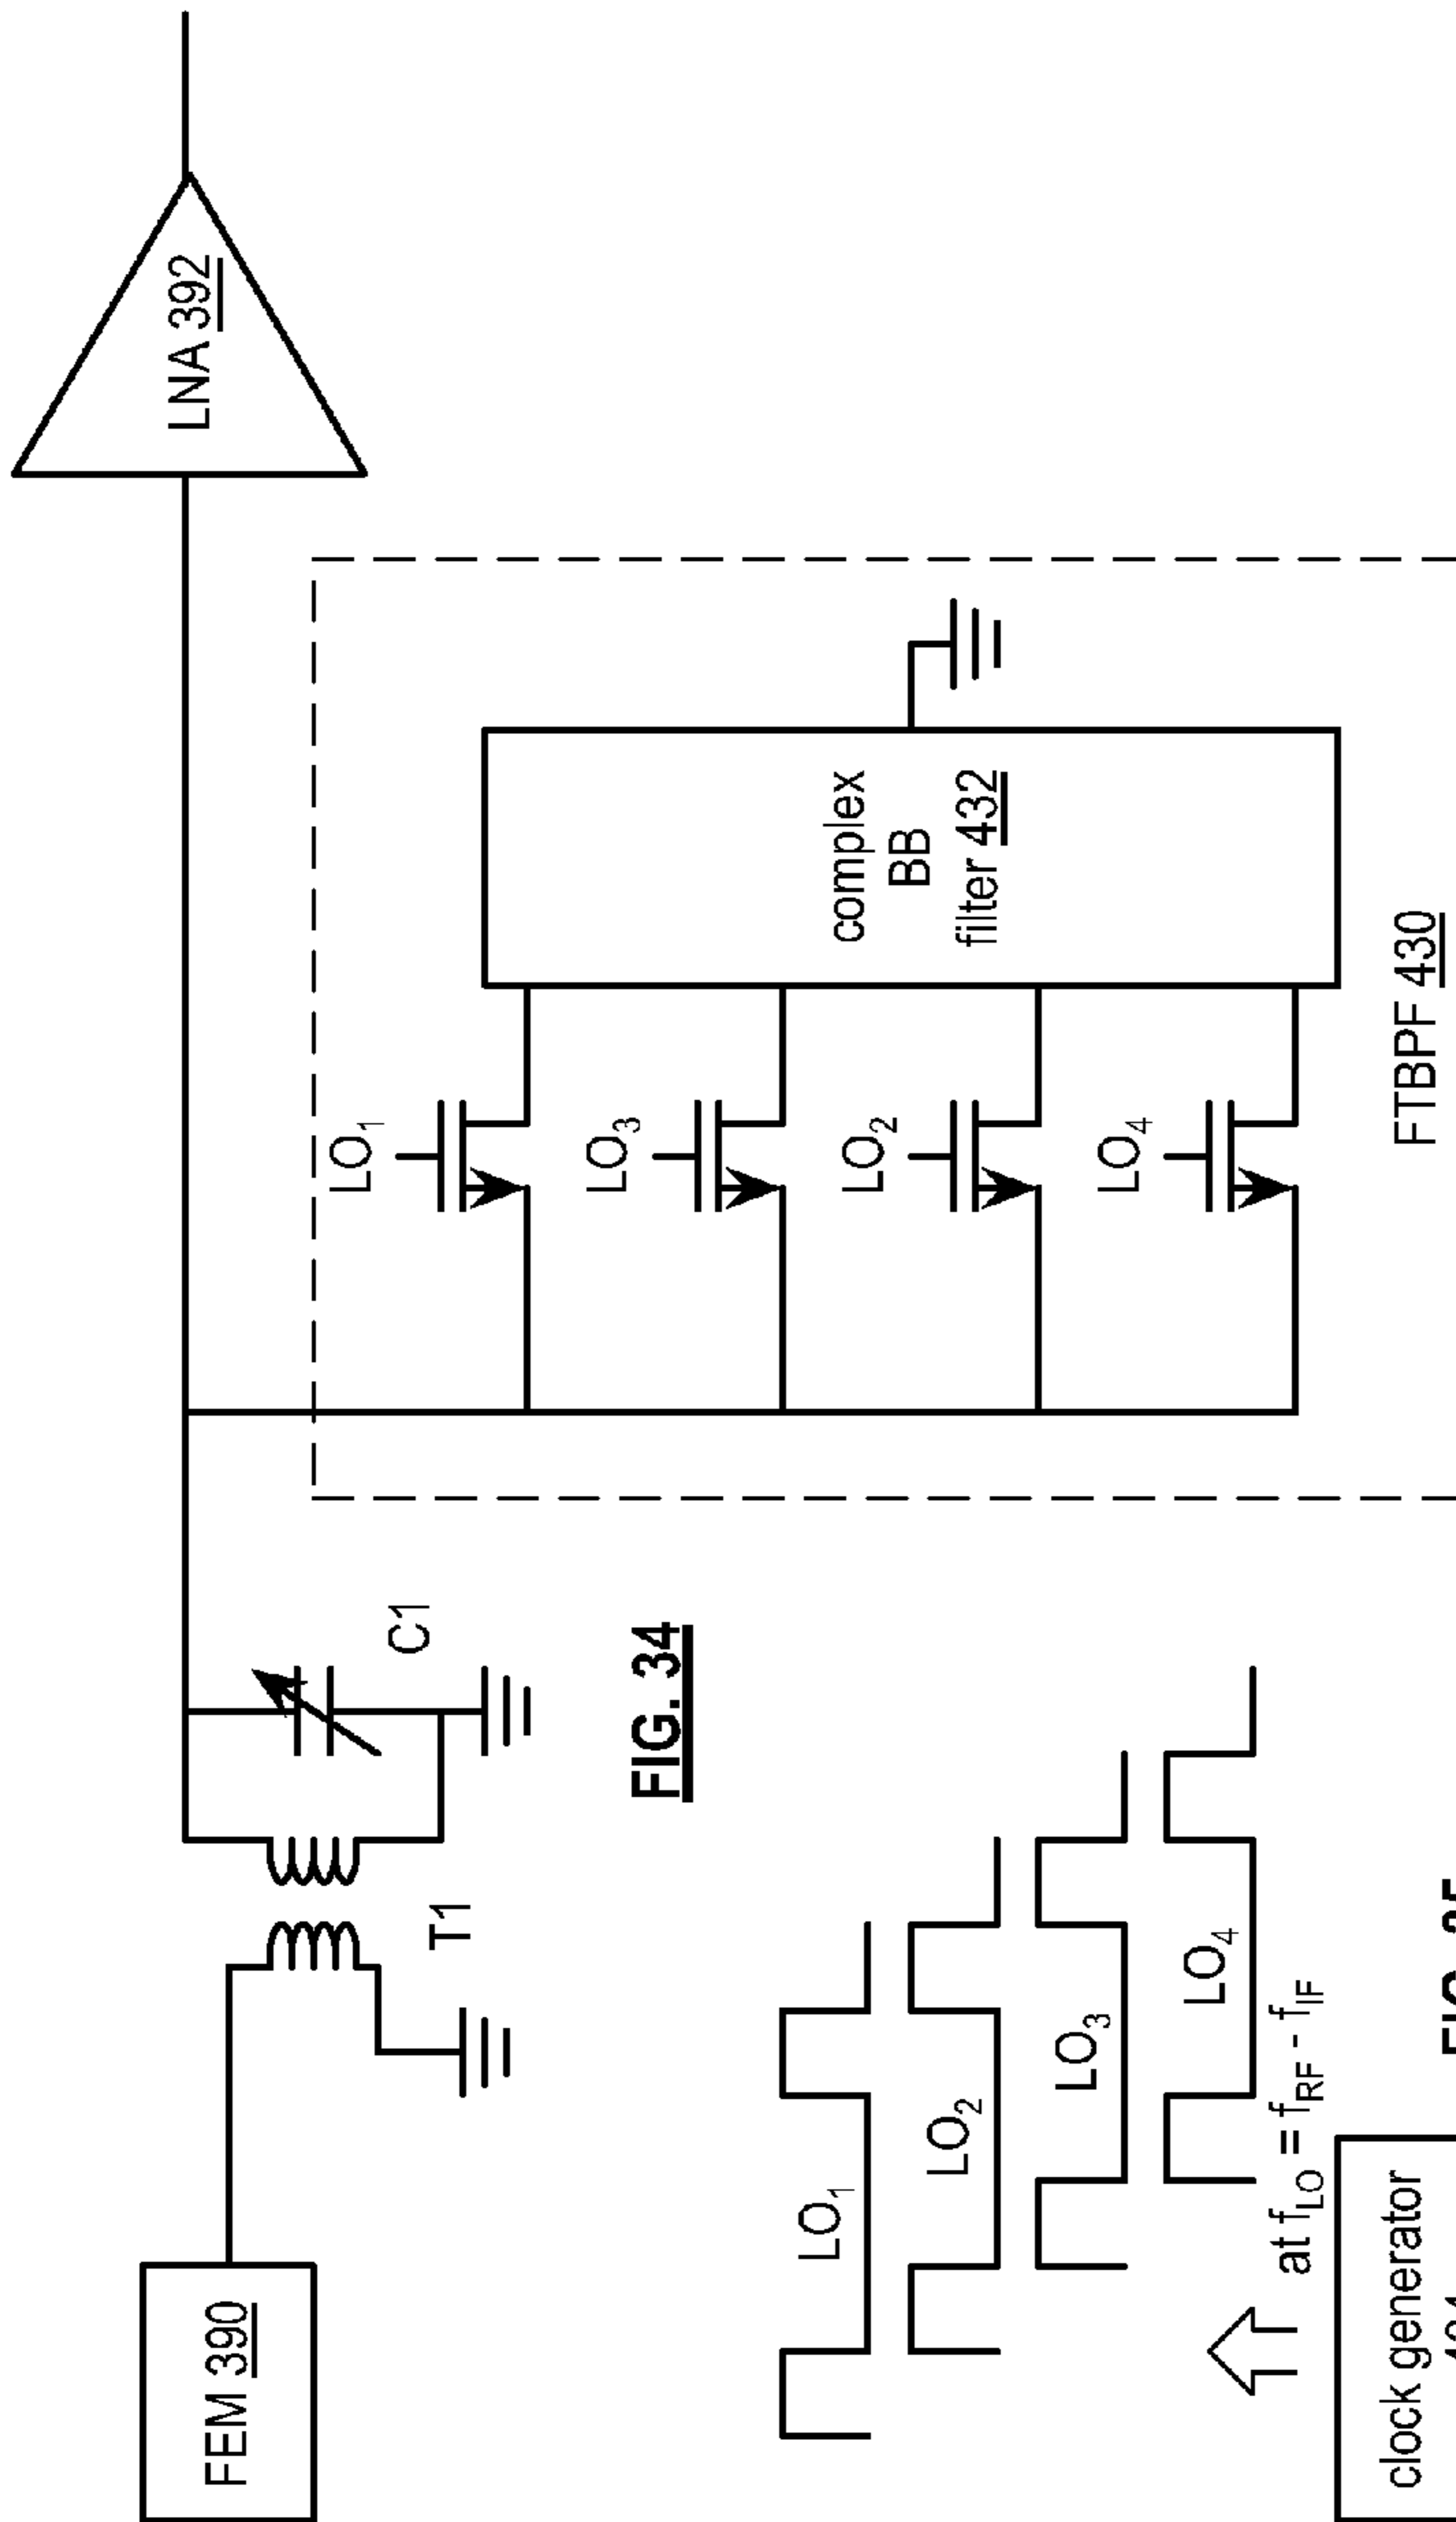 FEM 390
T1
C1
LNA 392
LO1
LO3
LO2
LO4
complex
BB
filter 432
FTBPF 430
FIG. 34
LO1
LO2
LO3
LO4
at fLO = fRF - fIF
clock generator